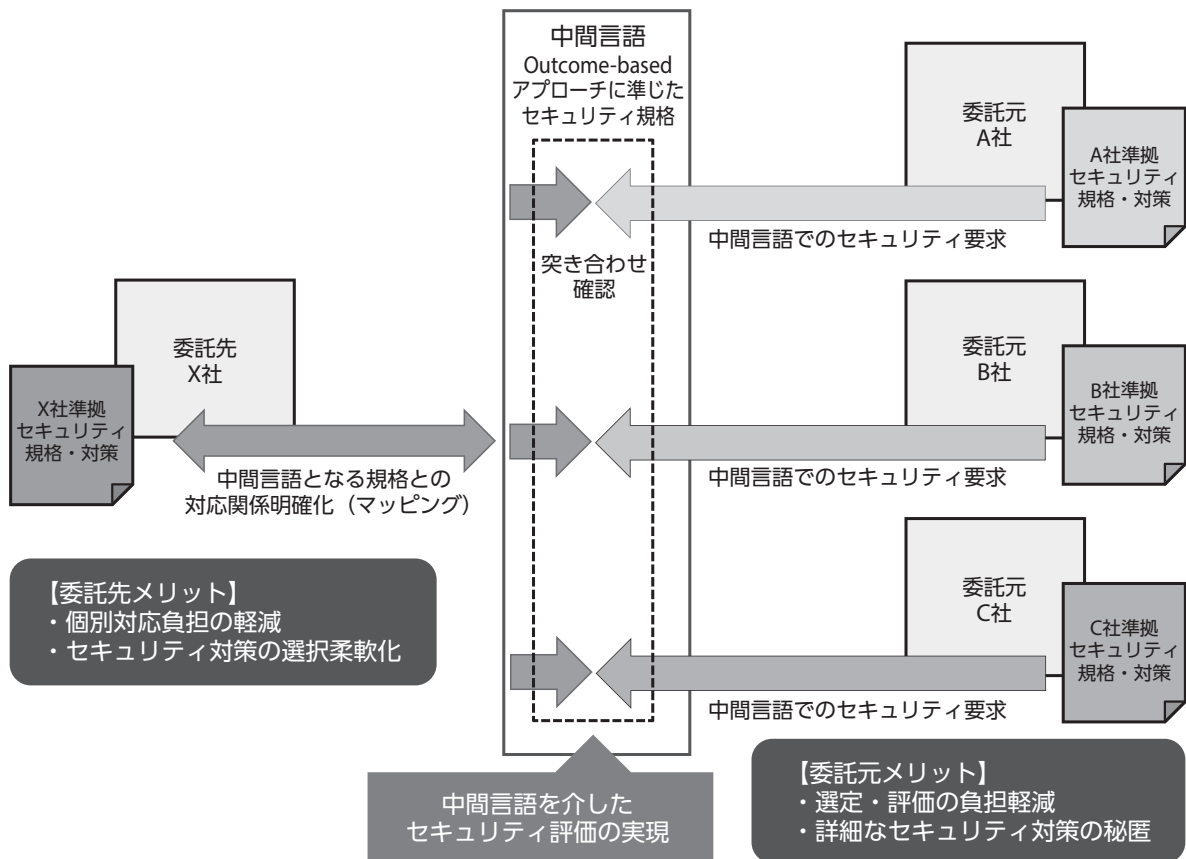 中間言語
Outcome-based
アプローチに準じた
セキュリティ規格
委託元
A社
A社準拠
セキュリティ
規格・対策
中間言語でのセキュリティ要求
突き合わせ
確認
委託先
X社
X社準拠
セキュリティ
規格・対策
中間言語となる規格との
対応関係明確化（マッピング）
委託元
B社
B社準拠
セキュリティ
規格・対策
中間言語でのセキュリティ要求
委託元
C社
C社準拠
セキュリティ
規格・対策
中間言語でのセキュリティ要求
【委託先メリット】
・個別対応負担の軽減
・セキュリティ対策の選択柔軟化
中間言語を介した
セキュリティ評価の実現
【委託元メリット】
・選定・評価の負担軽減
・詳細なセキュリティ対策の秘匿